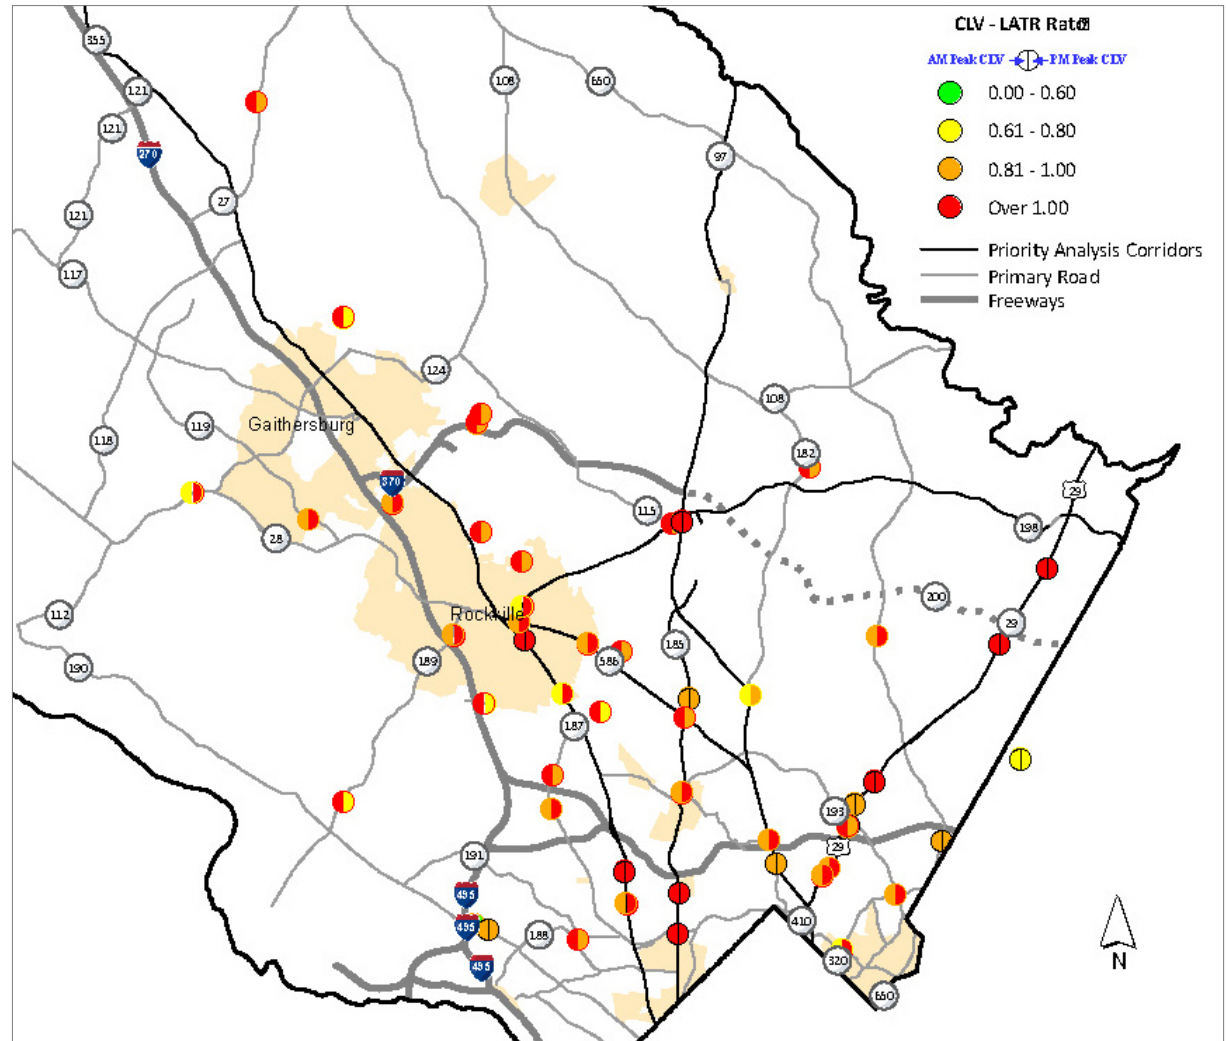 CLV - LATR Ratio
AM Peak CLV
PM Peak CLV
0.00 - 0.60
0.61 - 0.80
0.81 - 1.00
Over 1.00
Priority Analysis Corridors
Primary Road
Freeways
355
121
108
650
121
270
97
27
121
117
124
108
119
Gaithersburg
118
182
370
29
115
198
28
200
112
Rockville
29
185
586
189
190
187
193
29
191
495
410
495
188
320
495
N
650